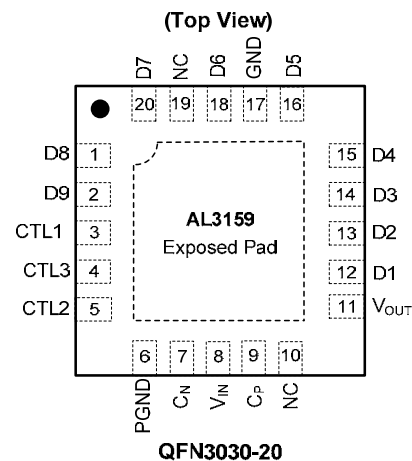 (Top View)
D7 NC D6 GND D5
20 19 18 17 16
D8 1
D9 2
CTL1 3
CTL3 4
CTL2 5
AL3159
Exposed Pad
15 D4
14 D3
13 D2
12 D1
11 VOUT
6 7 8 9 10
PGND CN VIN CP NC
QFN3030-20